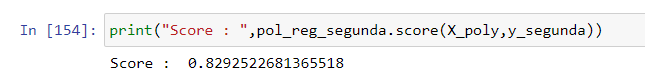 In [154]: print("Score : ",pol_reg_segunda.score(X_poly,y_segunda))
Score :  0.8292522681365518